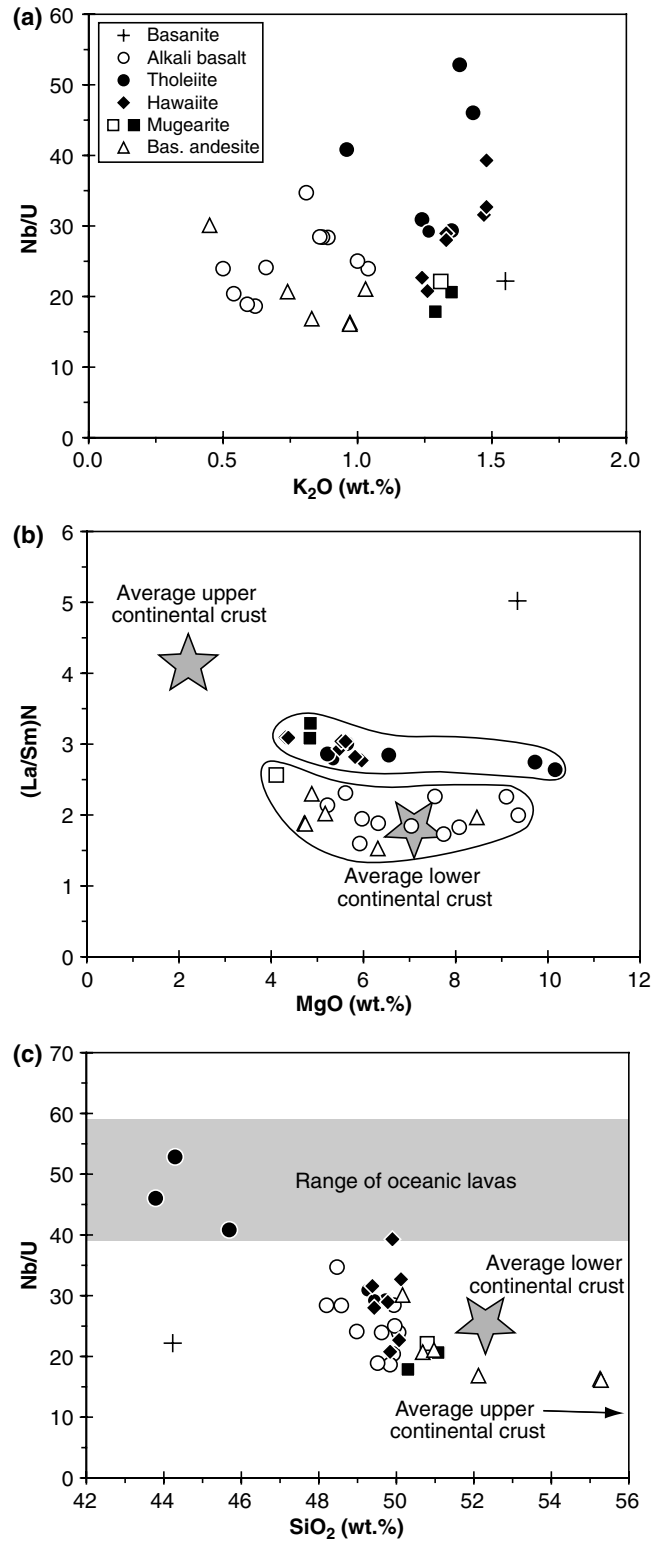 (a)
60
50
40
30
20
10
0
Nb/U
Basanite
Alkali basalt
Tholeiite
Hawaiite
Mugearite
Bas. andesite
0.0 0.5 1.0 1.5 2.0
K2O (wt.%)
(b)
6
5
4
3
2
1
0
(La/Sm)N
Average upper
continental crust
Average lower
continental crust
0 2 4 6 8 10 12
MgO (wt.%)
(c)
70
60
50
40
30
20
10
0
Nb/U
Range of oceanic lavas
Average lower
continental crust
Average upper
continental crust
42 44 46 48 50 52 54 56
SiO2 (wt.%)